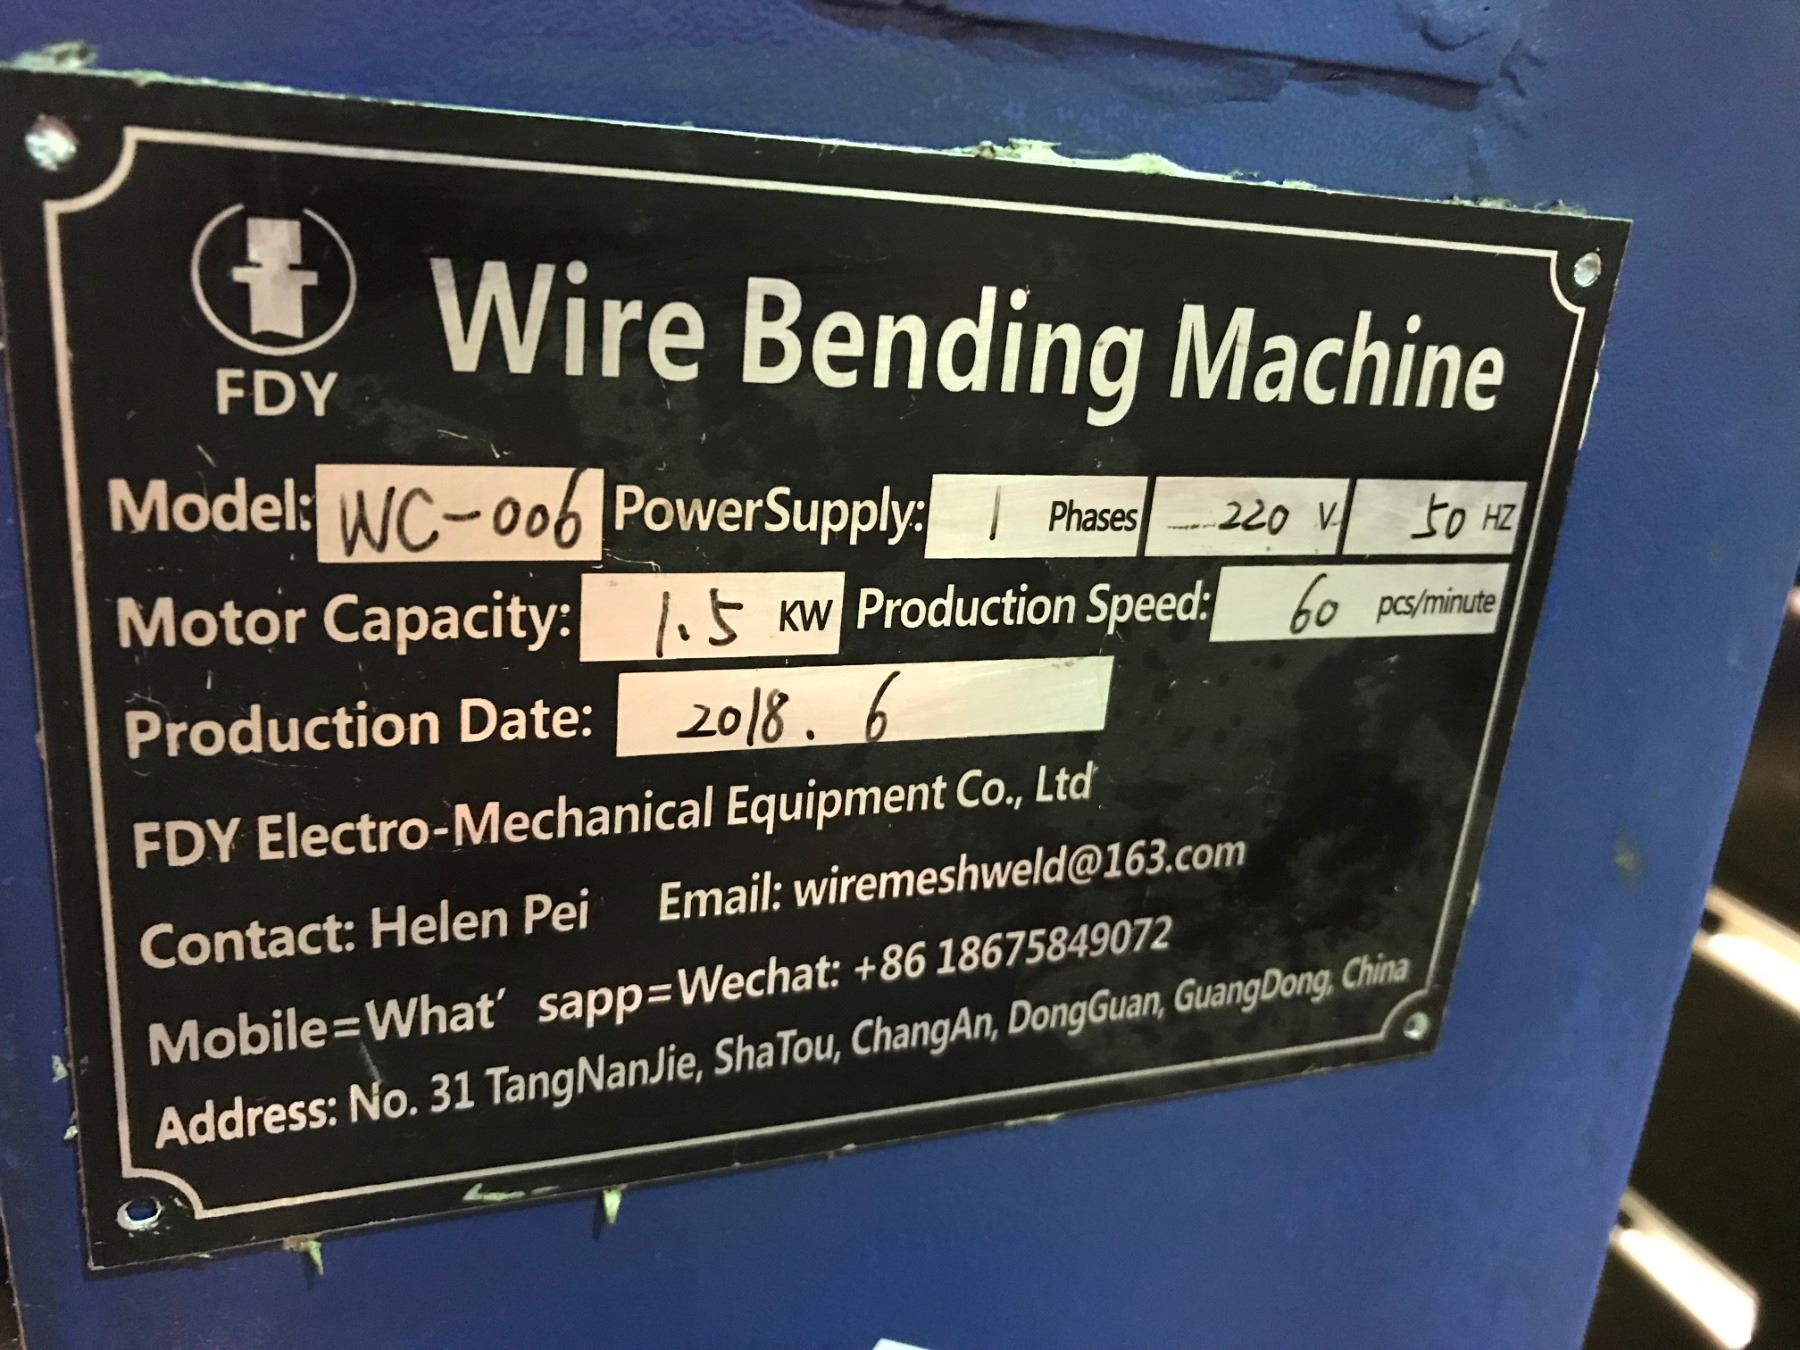 FDY
Wire Bending Machine
Model: WC-006 PowerSupply: 1 Phases 220 V 50 HZ
Motor Capacity: 1.5 KW Production Speed: 60 pcs/minute
Production Date: 2018. 6
FDY Electro-Mechanical Equipment Co., Ltd
Contact: Helen Pei Email: wiremeshweld@163.com
Mobile=What' sapp=Wechat: +86 18675849072
Address: No. 31 TangNanJie, ShaTou, ChangAn, DongGuan, GuangDong, China